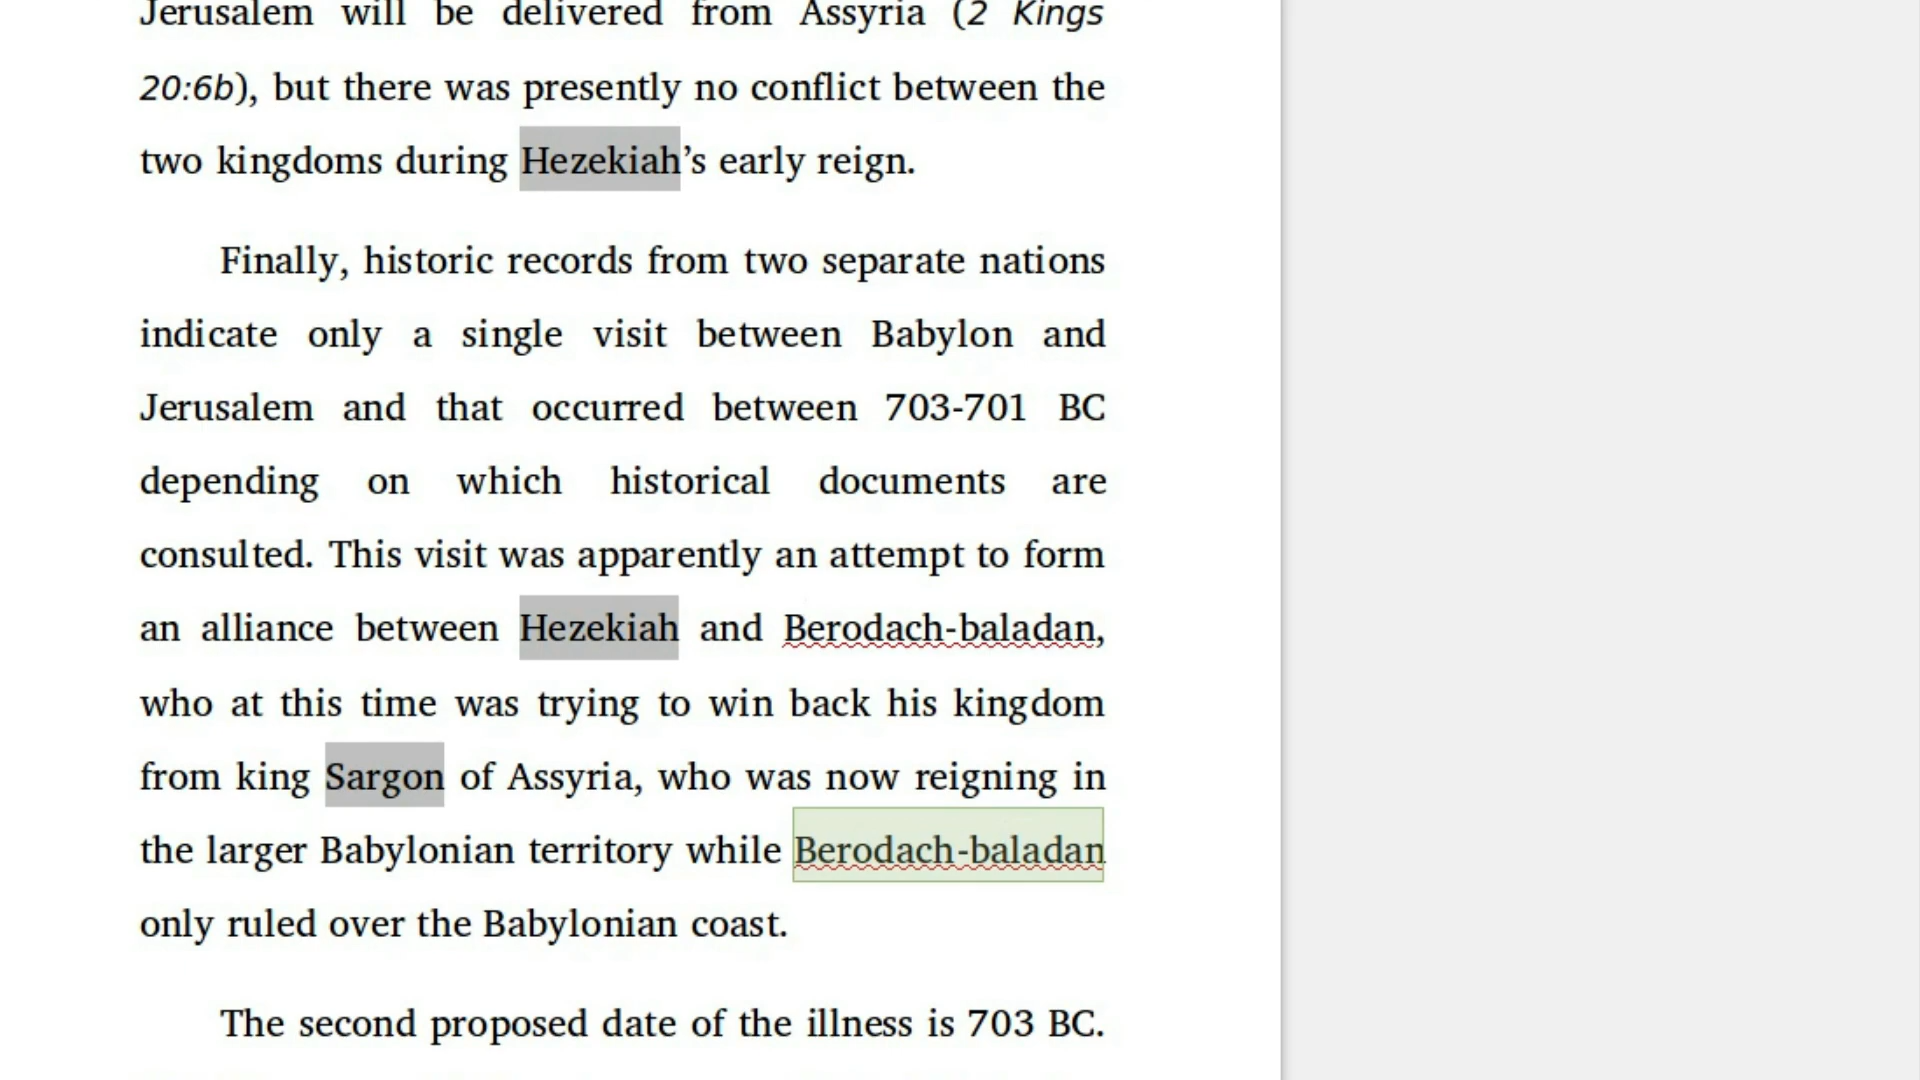 Jerusalem will be delivered from Assyria (2 Kings
20:6b), but there was presently no conflict between the
two kingdoms during Hezekiah’s early reign.
Finally, historic records from two separate nations
indicate only a single visit between Babylon and
Jerusalem and that occurred between 703-701 BC
depending on which historical documents are
consulted. This visit was apparently an attempt to form
an alliance between Hezekiah and Berodach-baladan,
who at this time was trying to win back his kingdom
from king Sargon of Assyria, who was now reigning in
the larger Babylonian territory while Berodach-baladan
only ruled over the Babylonian coast.
The second proposed date of the illness is 703 BC.